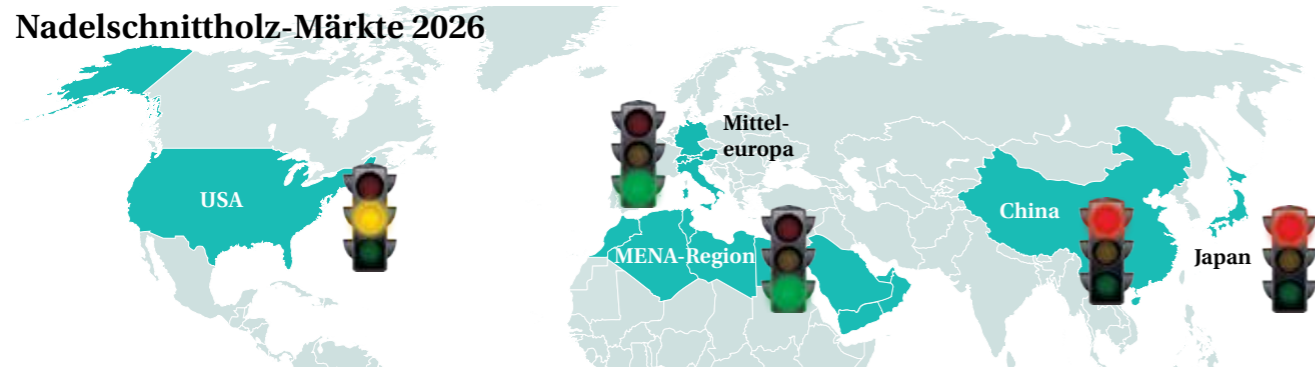 Nadelschnittholz-Märkte 2026
Mittel-
europa
USA
China
MENA-Region
Japan